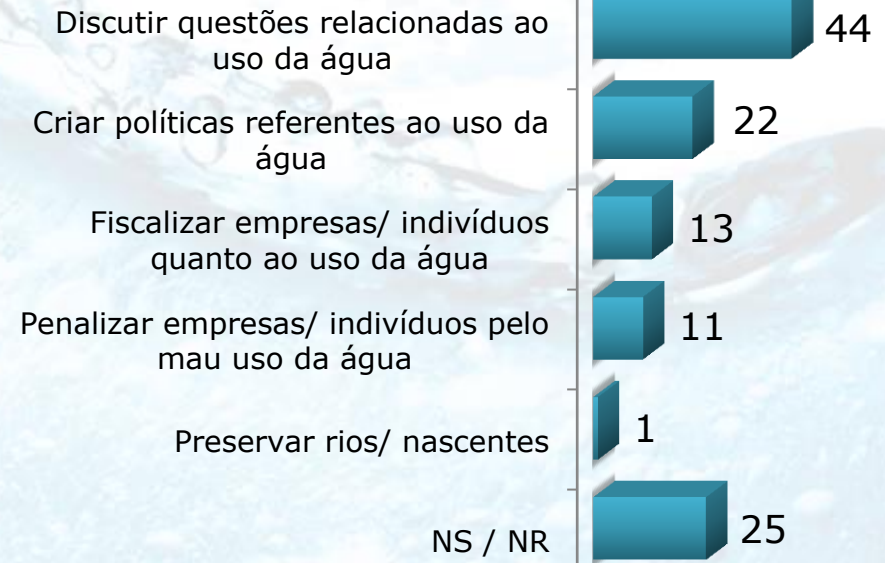 Discutir questões relacionadas ao
uso da água
44
Criar políticas referentes ao uso da
água
22
Fiscalizar empresas/ indivíduos
quanto ao uso da água
13
Penalizar empresas/ indivíduos pelo
mau uso da água
11
Preservar rios/ nascentes
1
NS / NR
25